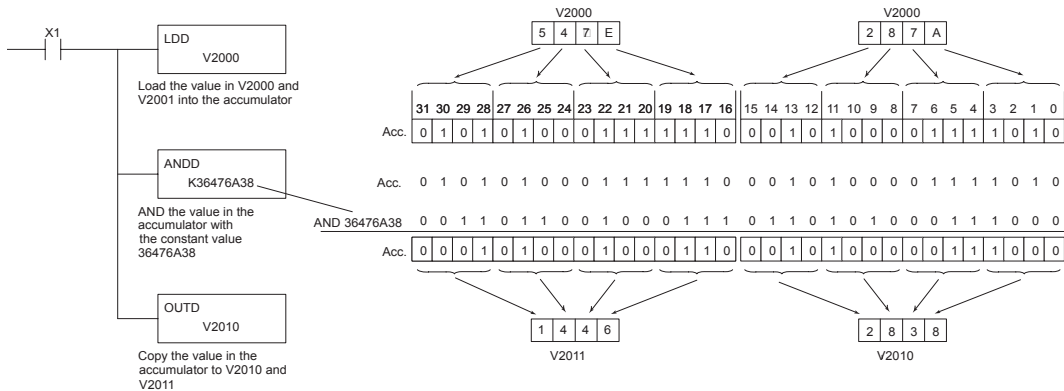 X1
LDD
V2000
Load the value in V2000 and
V2001 into the accumulator
ANDD
K36476A38
AND the value in the
accumulator with
the constant value
36476A38
OUTD
V2010
Copy the value in the
accumulator to V2010 and
V2011
V2000
5 4 7 E
V2000
2 8 7 A
31 30 29 28 27 26 25 24 23 22 21 20 19 18 17 16 15 14 13 12 11 10 9 8 7 6 5 4 3 2 1 0
Acc. 0 1 0 1 0 1 0 0 0 1 1 1 1 1 1 0 0 0 1 0 1 0 0 0 0 1 1 1 1 0 1 0
Acc. 0 1 0 1 0 1 0 0 0 1 1 1 1 1 1 0 0 0 1 0 1 0 0 0 0 1 1 1 1 0 1 0
AND 36476A38 0 0 1 1 0 1 1 0 0 1 0 0 0 1 1 1 0 1 1 0 1 0 1 0 0 0 1 1 1 0 0 0
Acc. 0 0 0 1 0 1 0 0 0 1 0 0 0 1 1 0 0 0 1 0 1 0 0 0 0 0 1 1 1 0 0 0
1 4 4 6
V2011
2 8 3 8
V2010